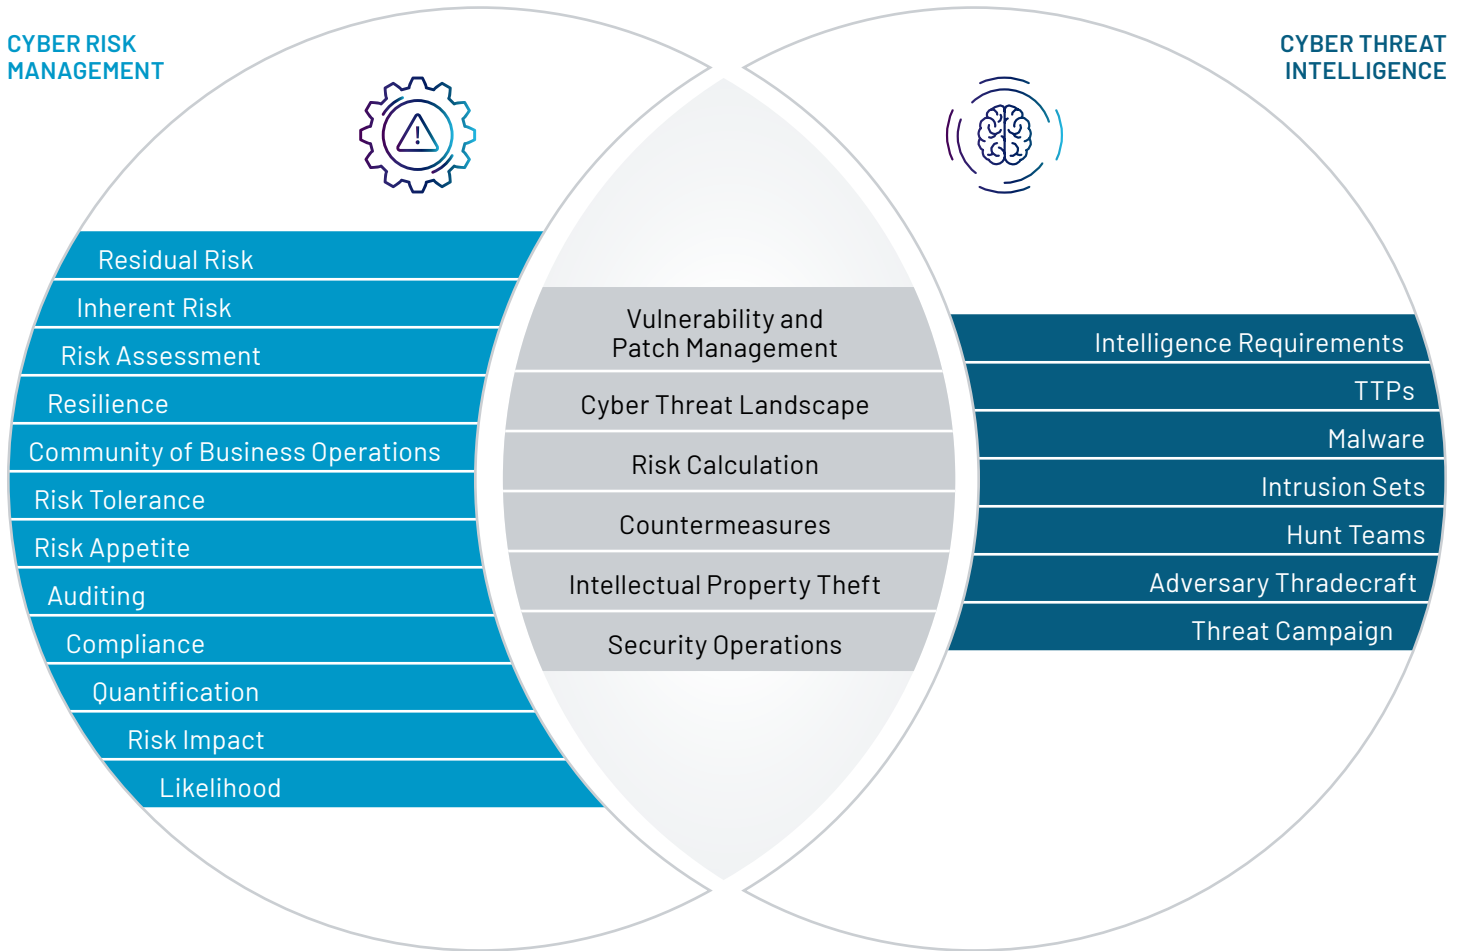 CYBER RISK
MANAGEMENT
Residual Risk
Inherent Risk
Risk Assessment
Resilience
Community of Business Operations
Risk Tolerance
Risk Appetite
Auditing
Compliance
Quantification
Risk Impact
Likelihood
Vulnerability and
Patch Management
Cyber Threat Landscape
Risk Calculation
Countermeasures
Intellectual Property Theft
Security Operations
CYBER THREAT
INTELLIGENCE
Intelligence Requirements
TTPs
Malware
Intrusion Sets
Hunt Teams
Adversary Thradecraft
Threat Campaign